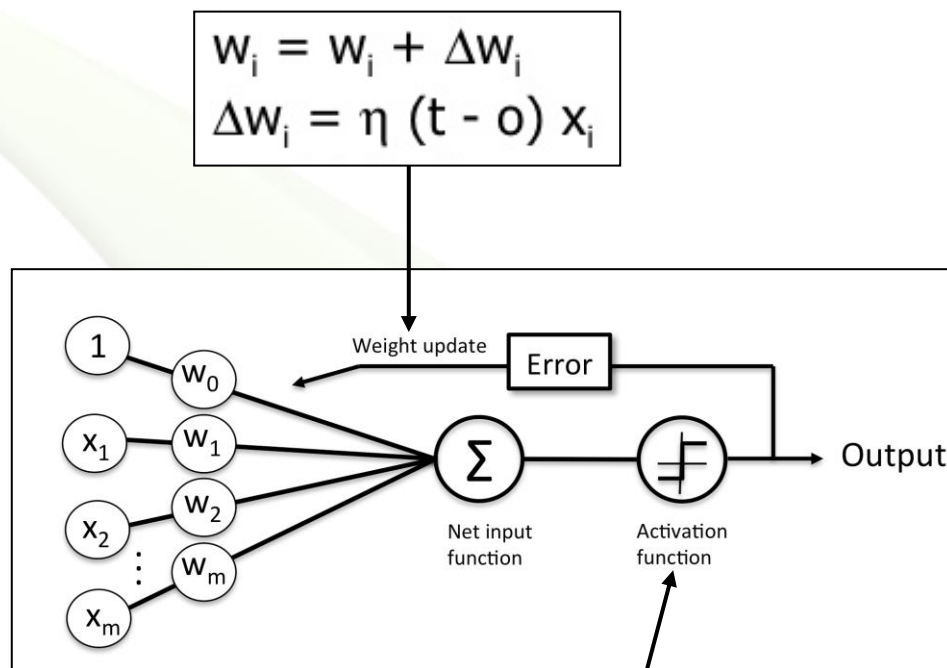 wᵢ = wᵢ + Δwᵢ
Δwᵢ = η (t - o) xᵢ
Weight update
Error
1
w₀
x₁
w₁
x₂
w₂
⋮
xₘ
wₘ
Σ
Net input
function
Activation
function
Output